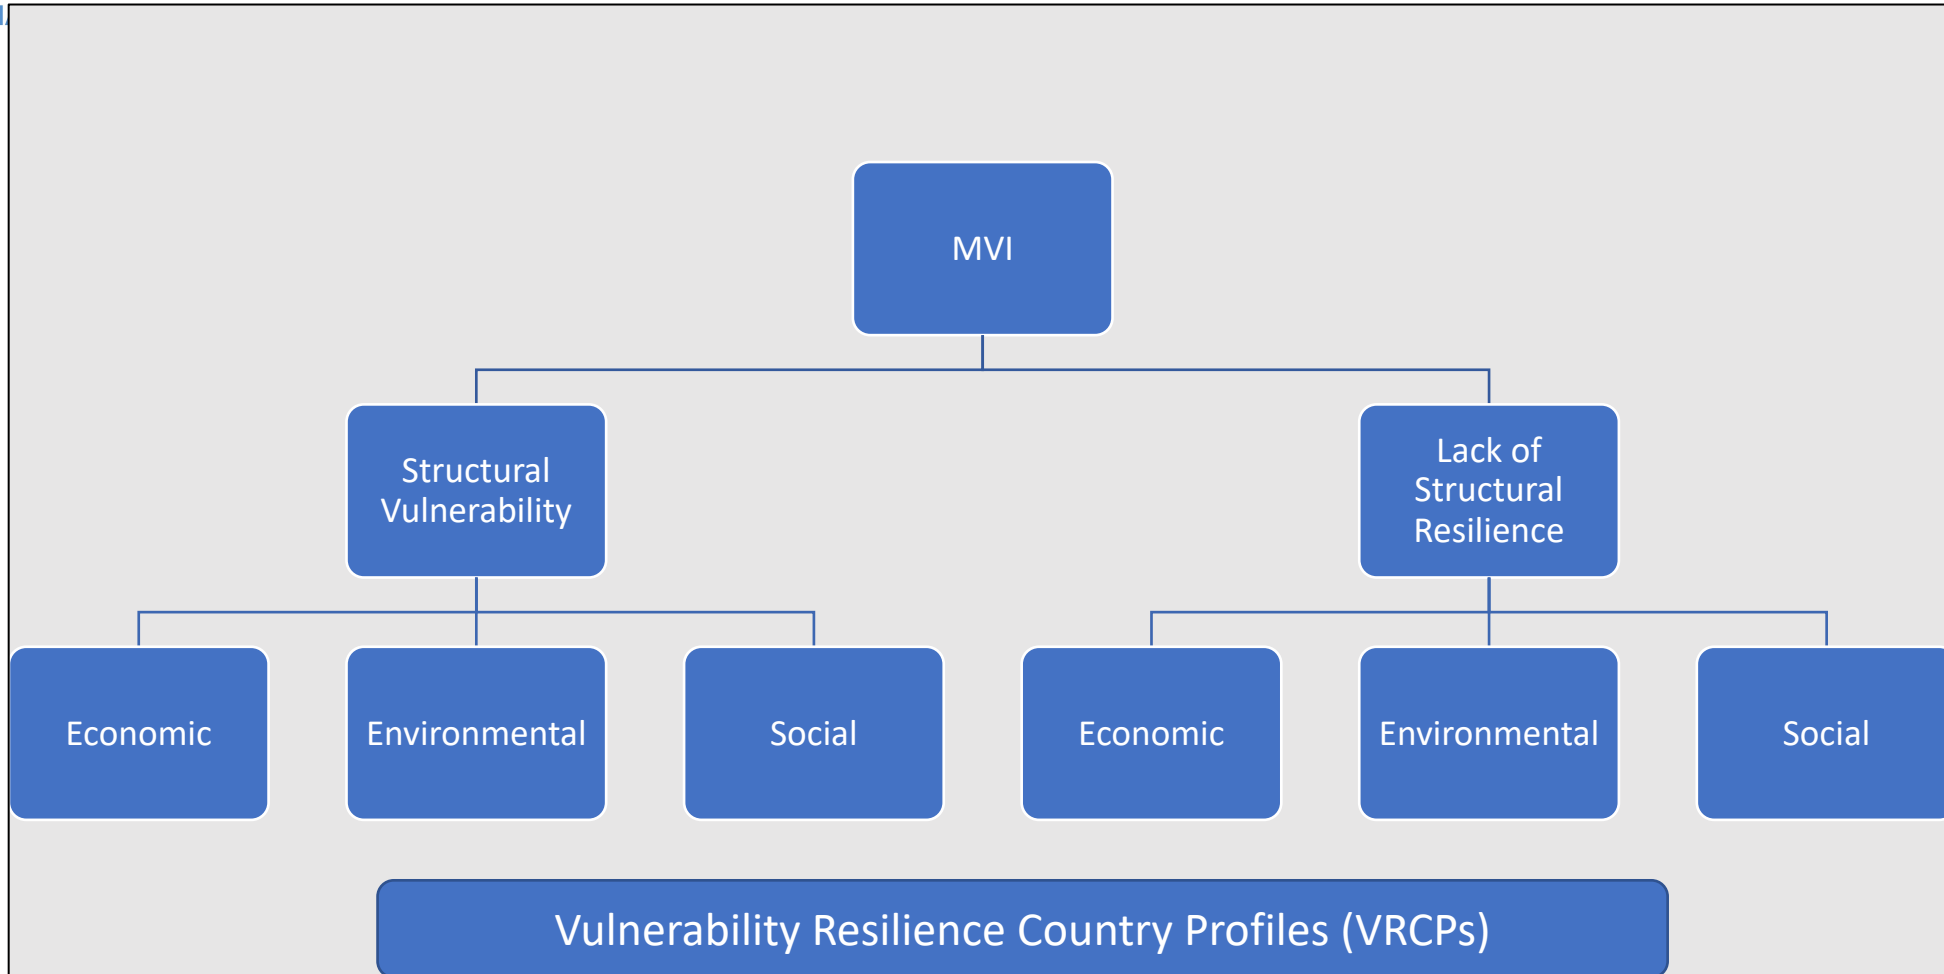 MVI
Structural
Vulnerability
Lack of
Structural
Resilience
Economic
Environmental
Social
Economic
Environmental
Social
Vulnerability Resilience Country Profiles (VRCPs)